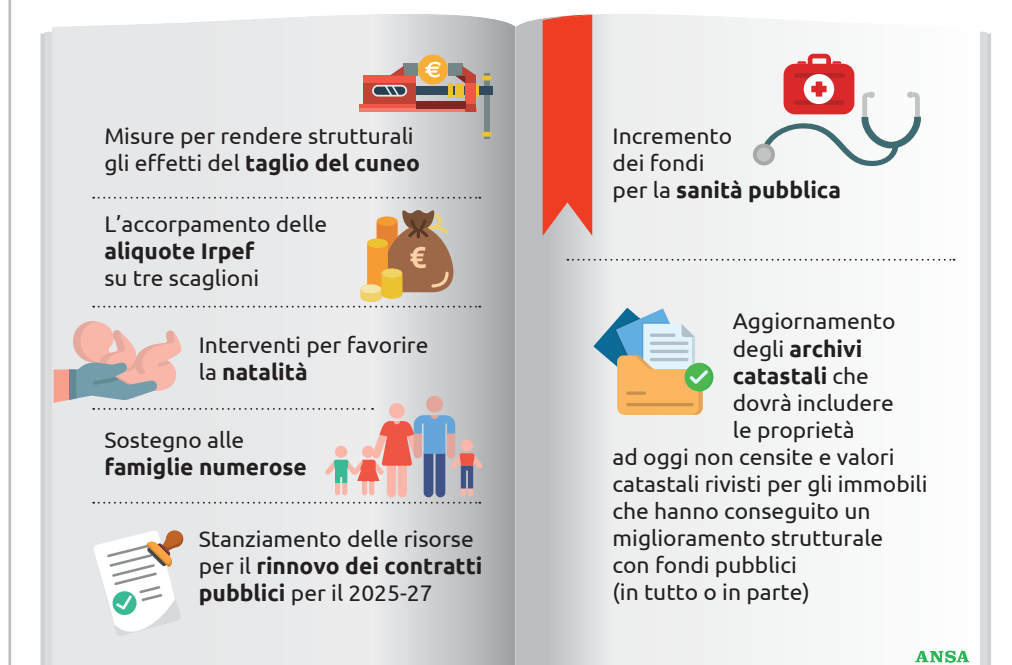 Misure per rendere strutturali
gli effetti del taglio del cuneo
L'accorpamento delle
aliquote Irpef
su tre scaglioni
Interventi per favorire
la natalità
Sostegno alle
famiglie numerose
Stanziamento delle risorse
per il rinnovo dei contratti
pubblici per il 2025-27
Incremento
dei fondi
per la sanità pubblica
Aggiornamento
degli archivi
catastali che
dovrà includere
le proprietà
ad oggi non censite e valori
catastali rivisti per gli immobili
che hanno conseguito un
miglioramento strutturale
con fondi pubblici
(in tutto o in parte)
ANSA